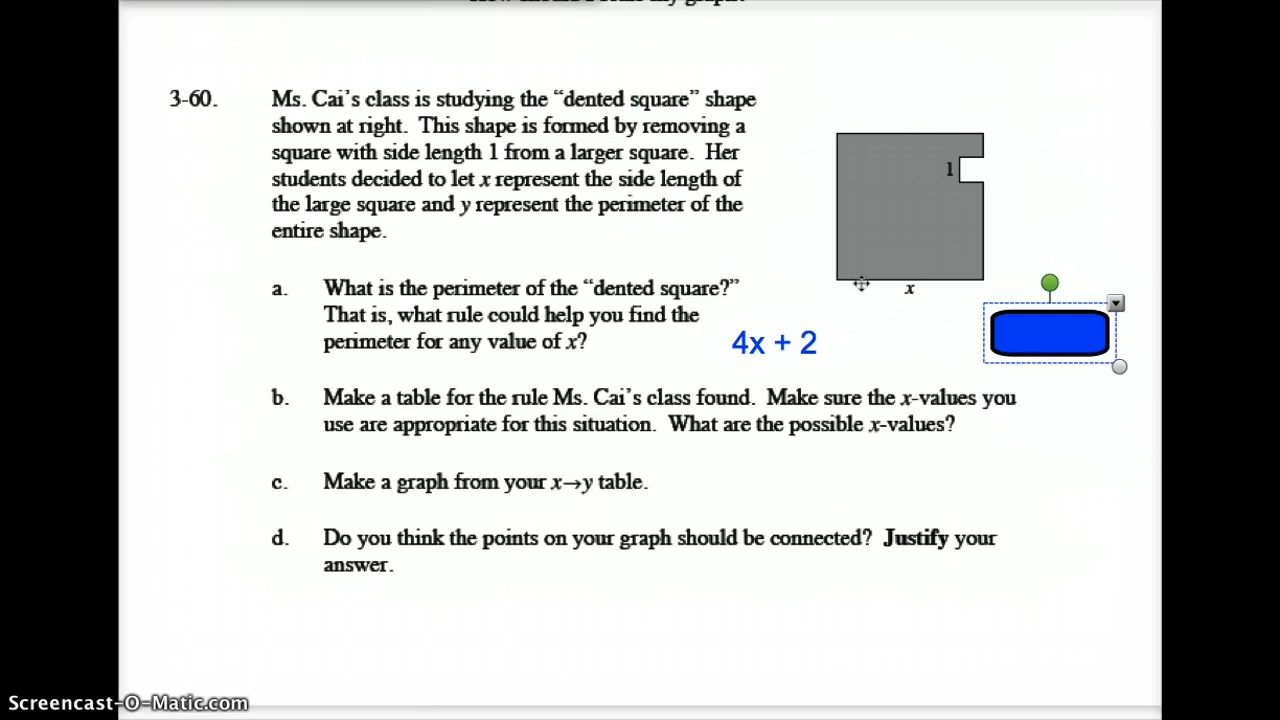 3-60. Ms. Cai's class is studying the “dented square” shape
shown at right. This shape is formed by removing a
square with side length 1 from a larger square. Her
students decided to let x represent the side length of
the large square and y represent the perimeter of the
entire shape.
1
x
a. What is the perimeter of the “dented square?”
That is, what rule could help you find the
perimeter for any value of x?
4x + 2
b. Make a table for the rule Ms. Cai's class found. Make sure the x-values you
use are appropriate for this situation. What are the possible x-values?
c. Make a graph from your x→y table.
d. Do you think the points on your graph should be connected? Justify your
answer.
Screencast-O-Matic.com